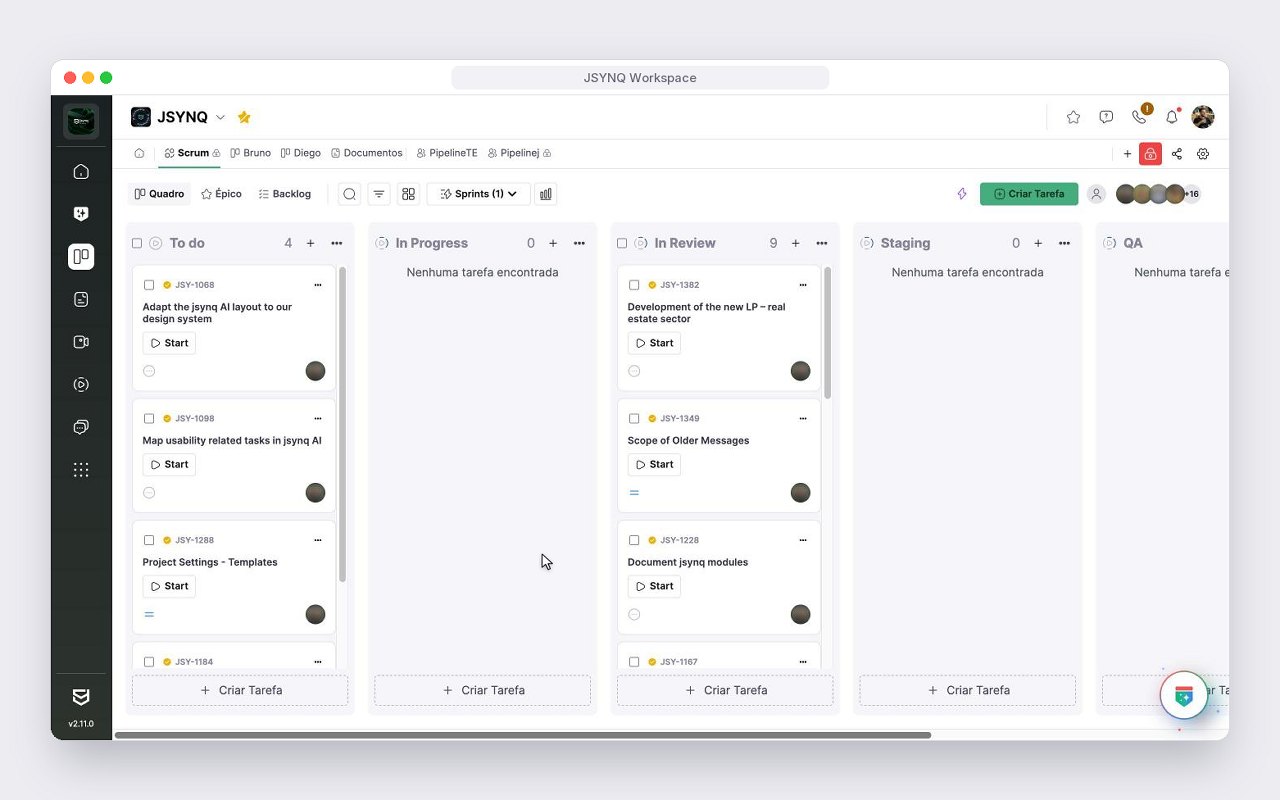 JSYNQ Workspace
JSYNQ
!
Scrum
Bruno
Diego
Documentos
PipelineTE
Pipelinej
Quadro
Épico
Backlog
Sprints (1)
Criar Tarefa
+16
To do 4
In Progress 0
In Review 9
Staging 0
QA
JSY-1068
Adapt the jsynq AI layout to our
design system
Start
JSY-1098
Map usability related tasks in jsynq AI
Start
JSY-1288
Project Settings - Templates
Start
JSY-1184
Criar Tarefa
Nenhuma tarefa encontrada
Criar Tarefa
JSY-1382
Development of the new LP – real
estate sector
Start
JSY-1349
Scope of Older Messages
Start
JSY-1228
Document jsynq modules
Start
JSY-1167
Criar Tarefa
Nenhuma tarefa encontrada
Criar Tarefa
Nenhuma tarefa e
ar Ta
v2.11.0